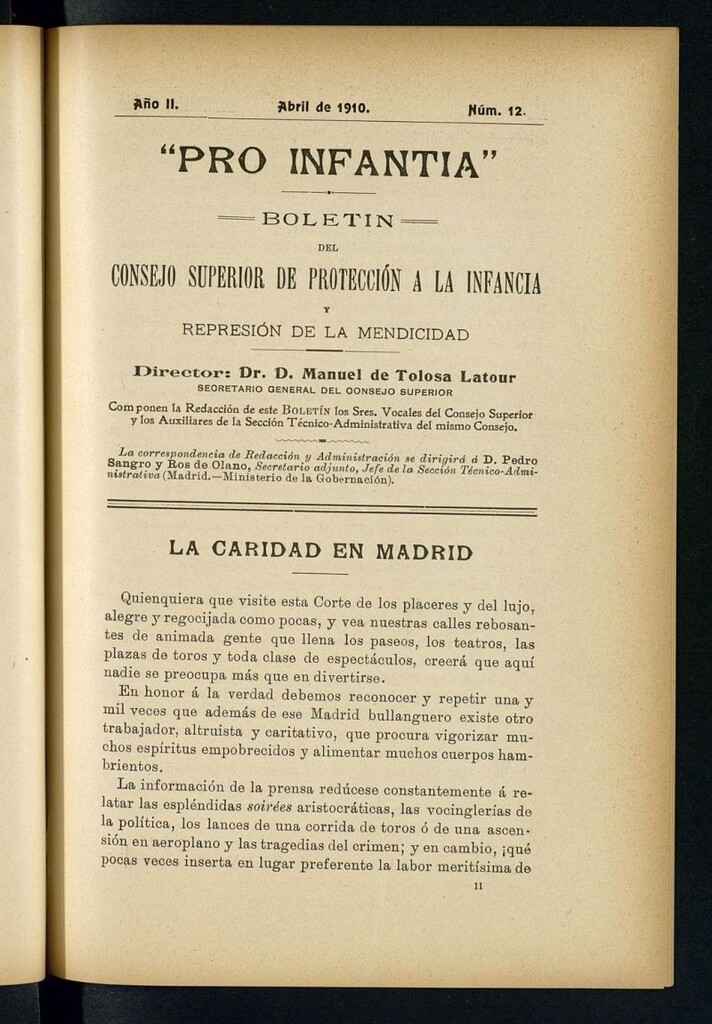 Año II.
Abril de 1910.
Núm. 12.
“PRO INFANTIA”
BOLETIN
DEL
CONSEJO SUPERIOR DE PROTECCIÓN A LA INFANCIA
Y
REPRESIÓN DE LA MENDICIDAD
Director: Dr. D. Manuel de Tolosa Latour
SECRETARIO GENERAL DEL CONSEJO SUPERIOR
Componen la Redacción de este BOLETÍN los Sres. Vocales del Consejo Superior
y los Auxiliares de la Sección Técnico-Administrativa del mismo Consejo.
La correspondencia de Redacción y Administración se dirigirá á D. Pedro
Sangro y Ros de Olano, Secretario adjunto, Jefe de la Sección Técnico-Admi-
nistrativa (Madrid.—Ministerio de la Gobernación).
LA CARIDAD EN MADRID
Quienquiera que visite esta Corte de los placeres y del lujo,
alegre y regocijada como pocas, y vea nuestras calles rebosan-
tes de animada gente que llena los paseos, los teatros, las
plazas de toros y toda clase de espectáculos, creerá que aquí
nadie se preocupa más que en divertirse.
En honor á la verdad debemos reconocer y repetir una y
mil veces que además de ese Madrid bullanguero existe otro
trabajador, altruista y caritativo, que procura vigorizar mu-
chos espíritus empobrecidos y alimentar muchos cuerpos ham-
brientos.
La información de la prensa redúcese constantemente á re-
latar las espléndidas soirées aristocráticas, las vocinglerías de
la política, los lances de una corrida de toros ó de una ascen-
sión en aeroplano y las tragedias del crimen; y en cambio, ¡qué
pocas veces inserta en lugar preferente la labor meritísima de
11